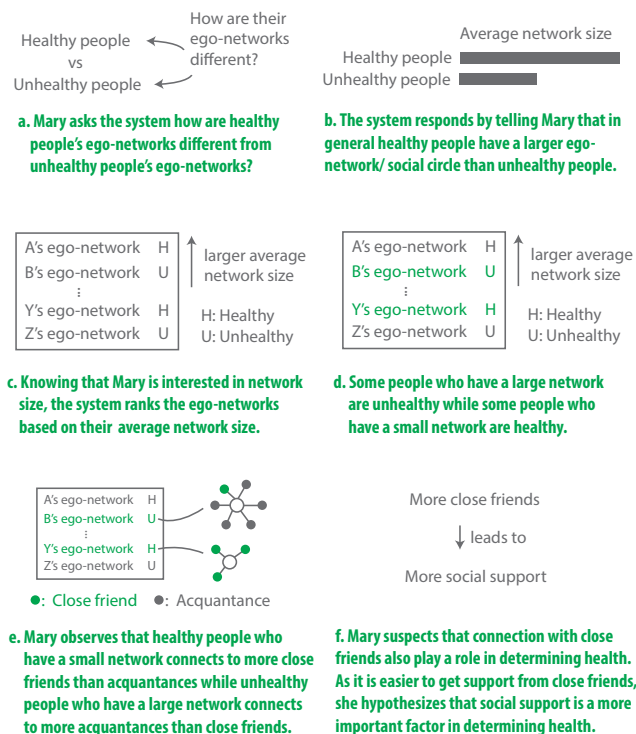 Healthy people
vs
Unhealthy people
How are their
ego-networks
different?
a. Mary asks the system how are healthy
people's ego-networks different from
unhealthy people's ego-networks?
Average network size
Healthy people
Unhealthy people
b. The system responds by telling Mary that in
general healthy people have a larger ego-
network/ social circle than unhealthy people.
A's ego-network H
B's ego-network U
⋮
Y's ego-network H
Z's ego-network U
larger average
network size
H: Healthy
U: Unhealthy
c. Knowing that Mary is interested in network
size, the system ranks the ego-networks
based on their average network size.
A's ego-network H
B's ego-network U
⋮
Y's ego-network H
Z's ego-network U
larger average
network size
H: Healthy
U: Unhealthy
d. Some people who have a large network
are unhealthy while some people who
have a small network are healthy.
A's ego-network H
B's ego-network U
⋮
Y's ego-network H
Z's ego-network U
: Close friend : Acquantance
e. Mary observes that healthy people who
have a small network connects to more close
friends than acquantances while unhealthy
people who have a large network connects
to more acquantances than close friends.
More close friends
leads to
More social support
f. Mary suspects that connection with close
friends also play a role in determining health.
As it is easier to get support from close friends,
she hypothesizes that social support is a more
important factor in determining health.